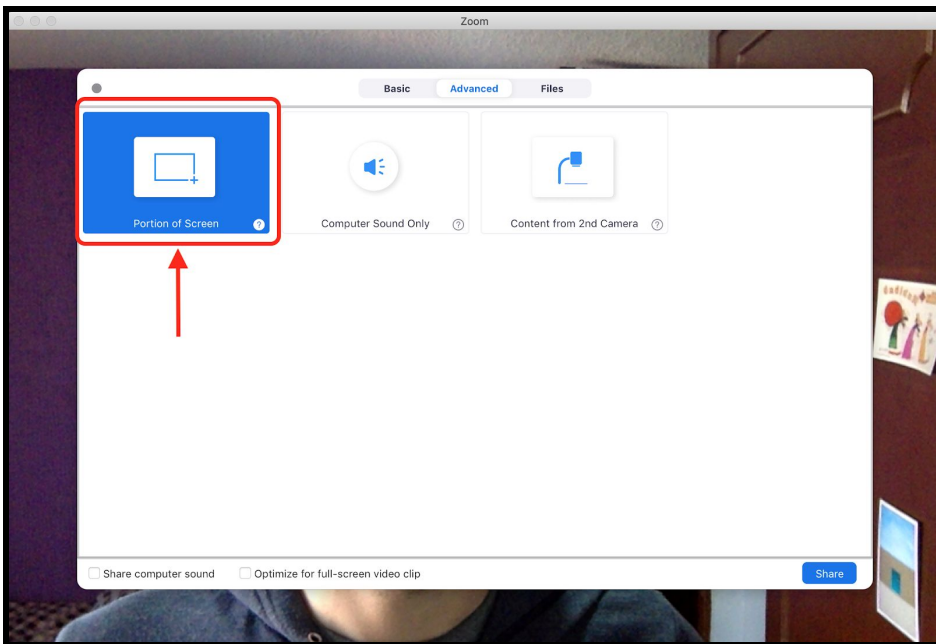 Zoom
Basic Advanced Files
Portion of Screen ?
Computer Sound Only ?
Content from 2nd Camera ?
Share computer sound
Optimize for full-screen video clip
Share